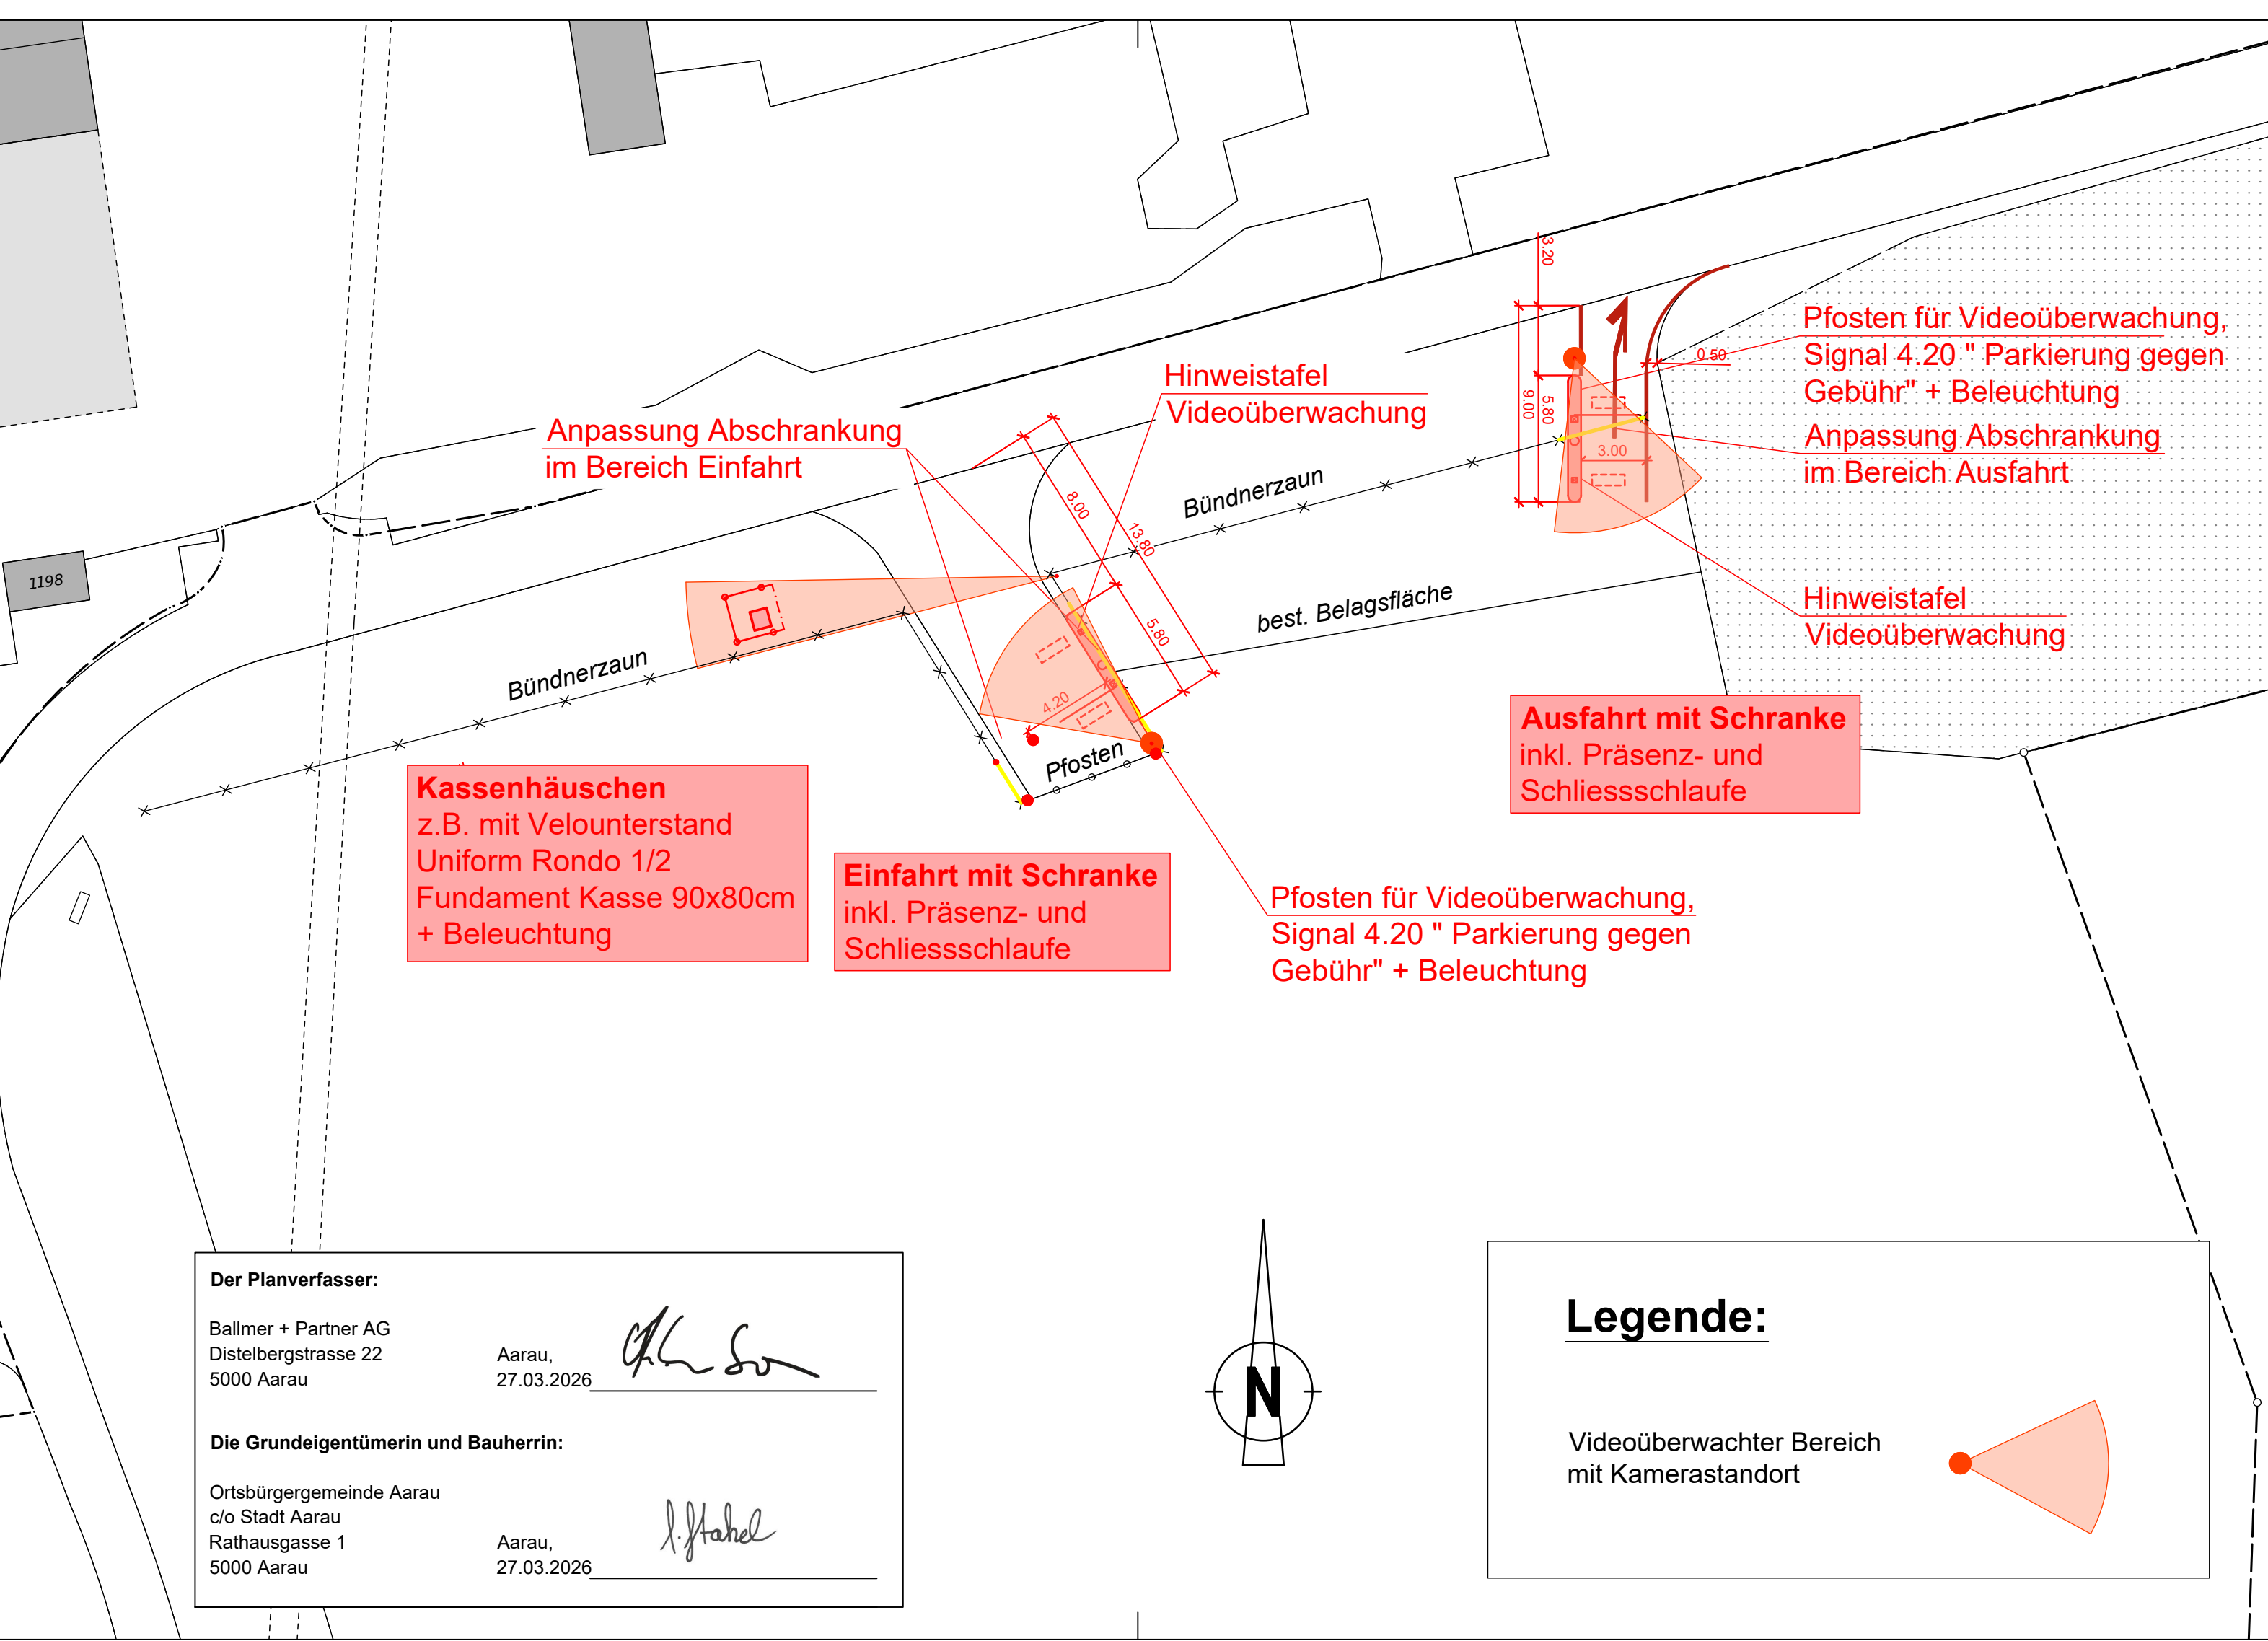 3.20
Pfosten für Videoüberwachung,
Signal 4.20 " Parkierung gegen
Gebühr" + Beleuchtung
0.50
Hinweistafel
Videoüberwachung
9.00
5.80
Anpassung Abschrankung
im Bereich Einfahrt
Anpassung Abschrankung
im Bereich Ausfahrt
3.00
Bündnerzaun
8.00
13.80
1198
best. Belagsfläche
5.80
Hinweistafel
Videoüberwachung
Bündnerzaun
4.20
Pfosten
Ausfahrt mit Schranke
inkl. Präsenz- und
Schliessschlaufe
Kassenhäuschen
z.B. mit Velounterstand
Uniform Rondo 1/2
Fundament Kasse 90x80cm
+ Beleuchtung
Einfahrt mit Schranke
inkl. Präsenz- und
Schliessschlaufe
Pfosten für Videoüberwachung,
Signal 4.20 " Parkierung gegen
Gebühr" + Beleuchtung
Der Planverfasser:
Ballmer + Partner AG
Distelbergstrasse 22
5000 Aarau
Aarau,
27.03.2026
Die Grundeigentümerin und Bauherrin:
Ortsbürgergemeinde Aarau
c/o Stadt Aarau
Rathausgasse 1
5000 Aarau
Aarau,
27.03.2026
N
Legende:
Videoüberwachter Bereich
mit Kamerastandort